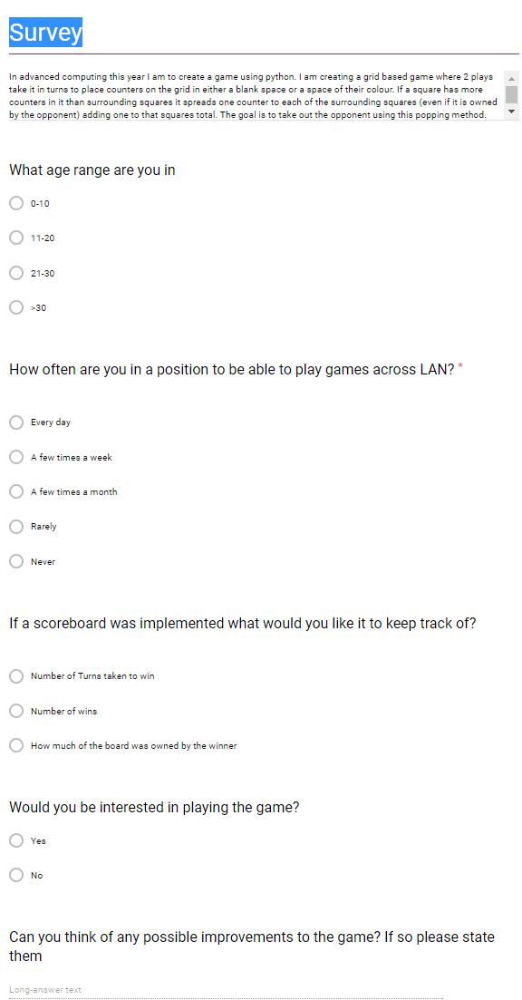 Survey
In advanced computing this year I am to create a game using python. I am creating a grid based game where 2 plays
take it in turns to place counters on the grid in either a blank space or a space of their colour. If a square has more
counters in it than surrounding squares it spreads one counter to each of the surrounding squares (even if it is owned
by the opponent) adding one to that squares total. The goal is to take out the opponent using this popping method.
What age range are you in
0-10
11-20
21-30
>30
How often are you in a position to be able to play games across LAN? *
Every day
A few times a week
A few times a month
Rarely
Never
If a scoreboard was implemented what would you like it to keep track of?
Number of Turns taken to win
Number of wins
How much of the board was owned by the winner
Would you be interested in playing the game?
Yes
No
Can you think of any possible improvements to the game? If so please state
them
Long-answer text